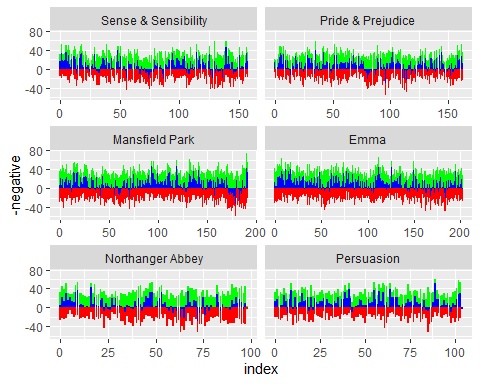 Sense & Sensibility Pride & Prejudice
80
40
0
-40
0 50 100 150 0 50 100 150
Mansfield Park Emma
80
40
0
-40
0 50 100 150 200 0 50 100 150 200
Northanger Abbey Persuasion
80
40
0
-40
0 25 50 75 100 0 25 50 75 100
-negative
index